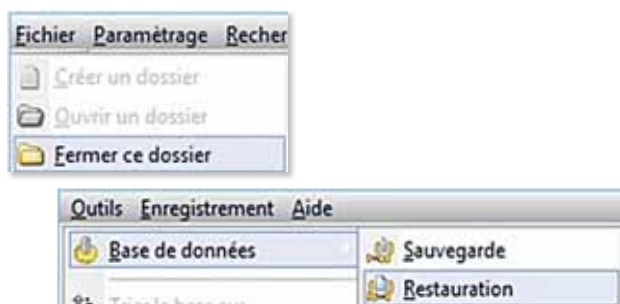 Fichier Paramètrage Recher
Créer un dossier
Ouvrir un dossier
Fermer ce dossier
Outils Enregistrement Aide
Base de données
Sauvegarde
Restauration